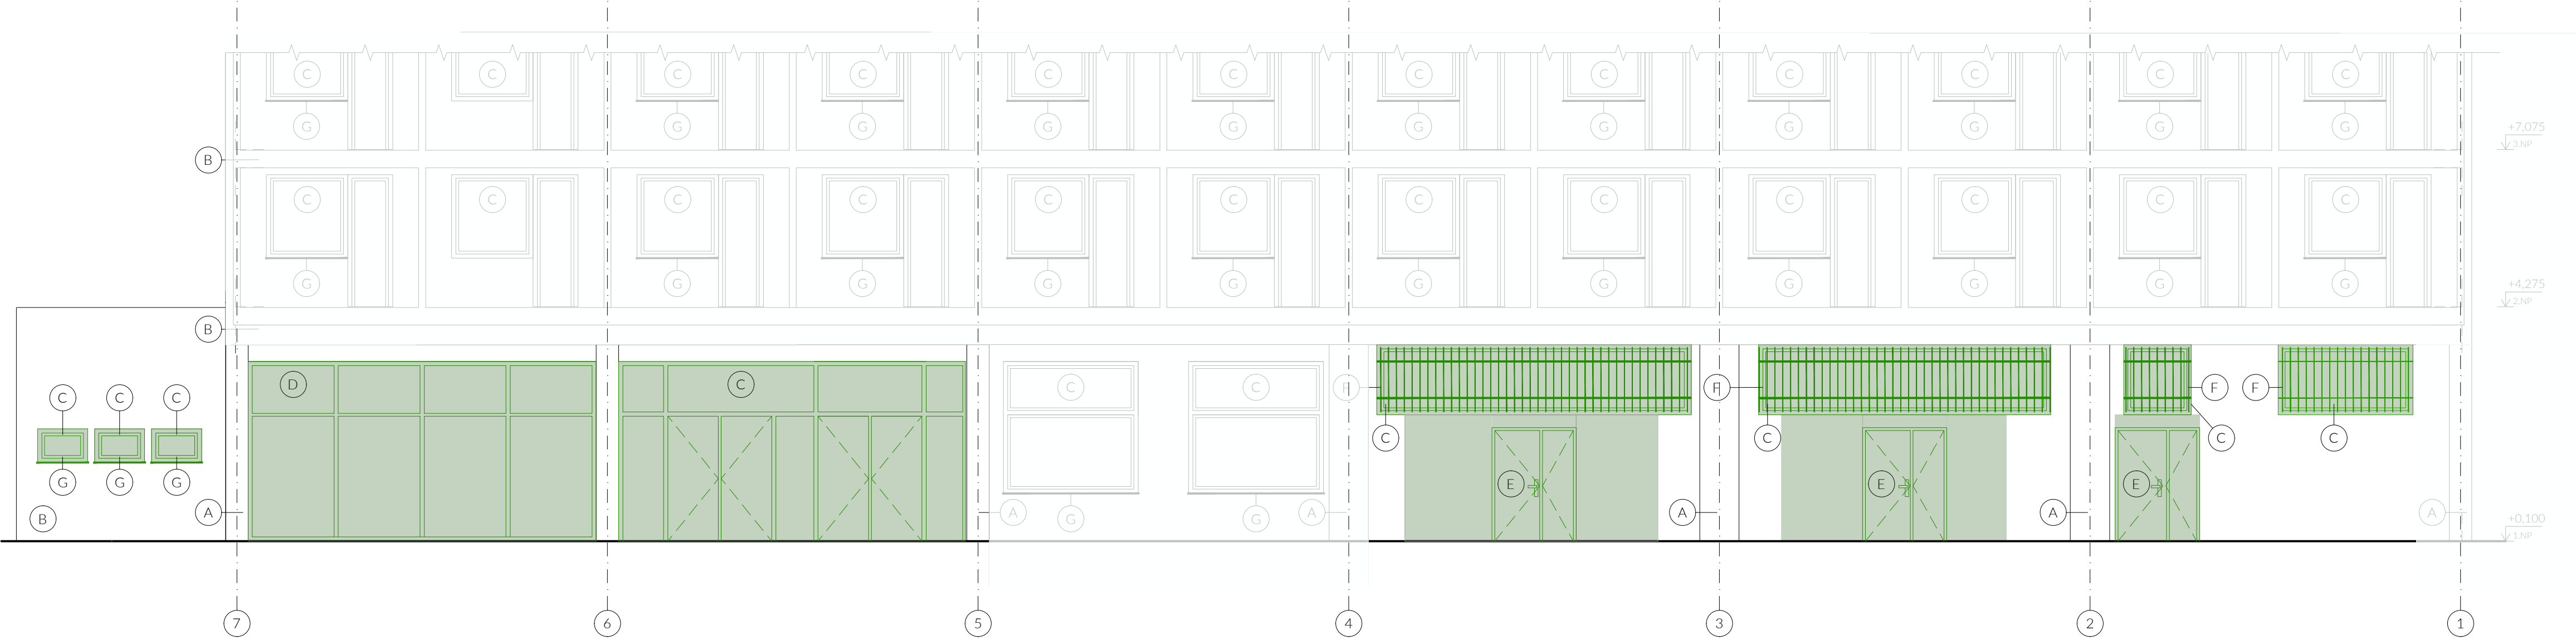 C C C C C C C C C C C C
G G G G G G G G G G G
+7,075
3.NP
B
C C C C C C C C C C C C
G G G G G G G G G G G
+4,275
2.NP
B
D C C C F F F F
C C C
C C C C
G G G E E E
A A A A A A
B G G
+0,100
1.NP
7 6 5 4 3 2 1